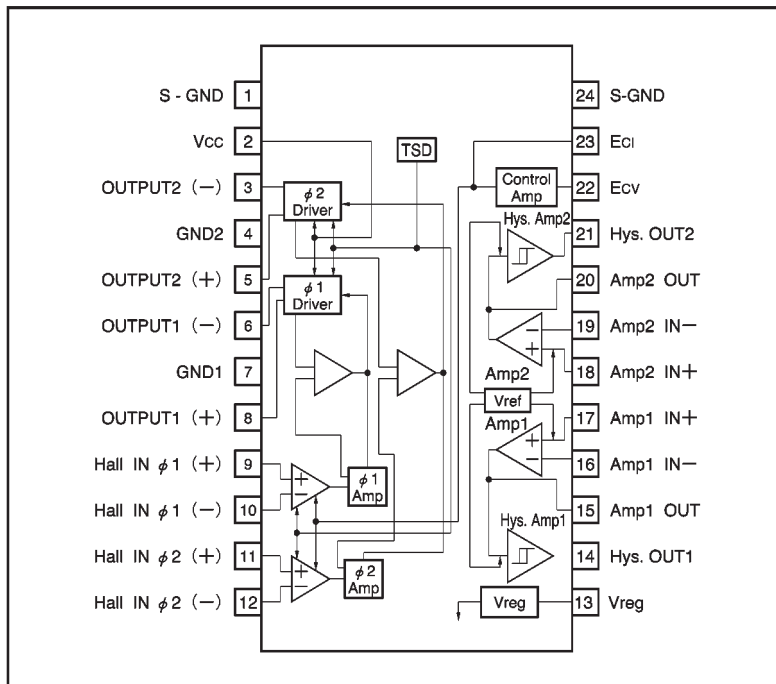 S - GND 1
VCC 2
OUTPUT2 (−) 3
GND2 4
OUTPUT2 (+) 5
OUTPUT1 (−) 6
GND1 7
OUTPUT1 (+) 8
Hall IN φ1 (+) 9
Hall IN φ1 (−) 10
Hall IN φ2 (+) 11
Hall IN φ2 (−) 12
TSD
φ2
Driver
φ1
Driver
+
−
φ1
Amp
+
−
φ2
Amp
Control
Amp
Hys. Amp2
−
+
Amp2
Vref
Amp1
+
−
Hys. Amp1
Vreg
24 S-GND
23 ECI
22 ECV
21 Hys. OUT2
20 Amp2 OUT
19 Amp2 IN−
18 Amp2 IN+
17 Amp1 IN+
16 Amp1 IN−
15 Amp1 OUT
14 Hys. OUT1
13 Vreg